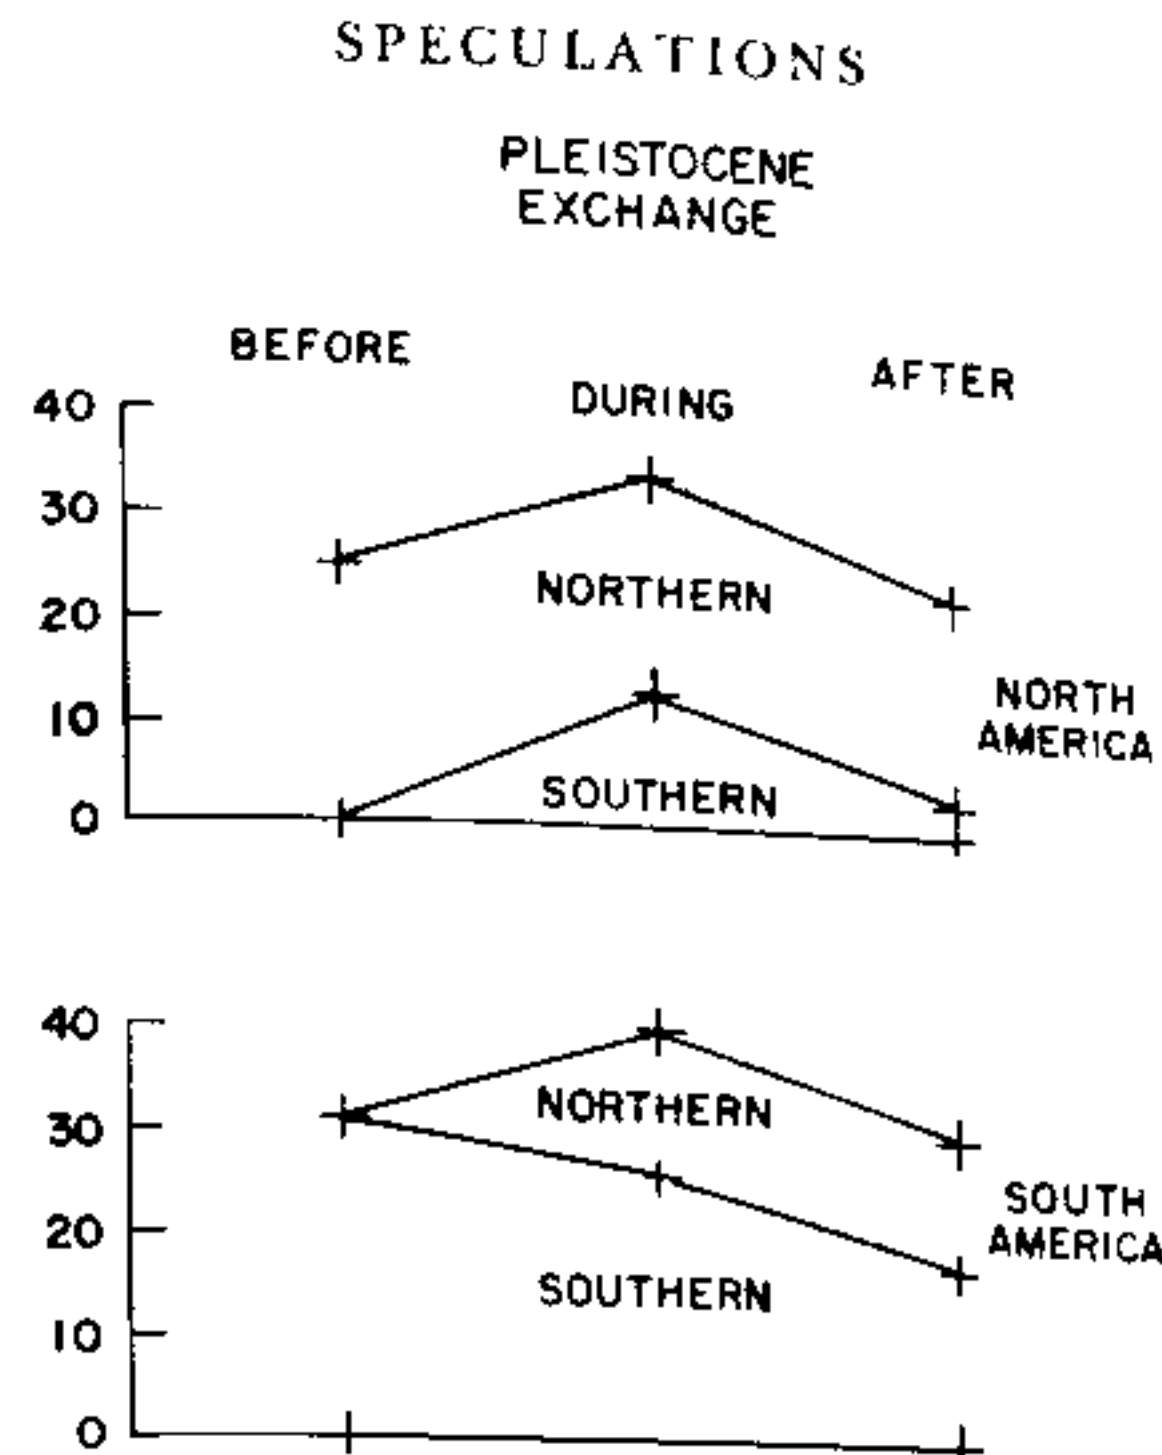 SPECULATIONS
PLEISTOCENE
EXCHANGE
BEFORE
DURING
AFTER
40
30
20
10
0
NORTHERN
SOUTHERN
NORTH
AMERICA
40
30
20
10
0
NORTHERN
SOUTHERN
SOUTH
AMERICA